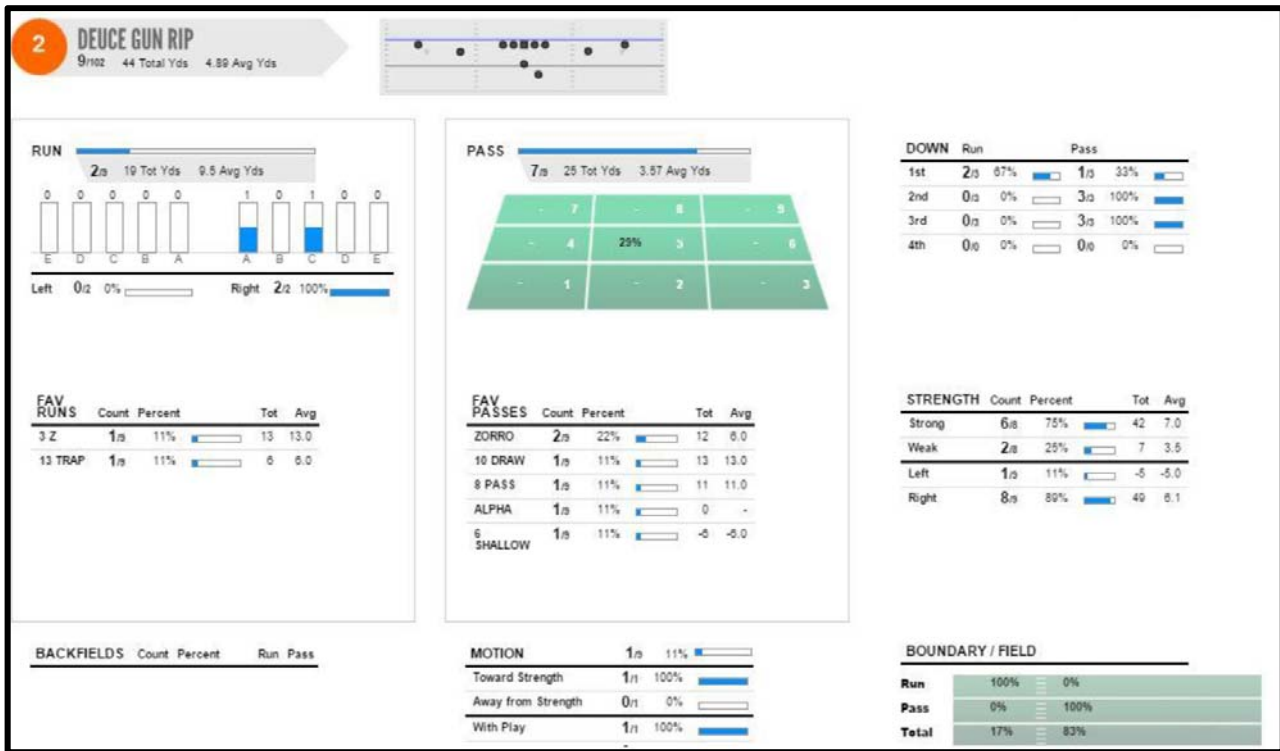 2 DEUCE GUN RIP
9/102 44 Total Yds 4.89 Avg Yds
RUN
2/9 19 Tot Yds 9.5 Avg Yds
0 0 0 0 0 1 0 1 0 0
E D C B A A B C D E
Left 0/2 0% Right 2/2 100%
FAV RUNS Count Percent Tot Avg
3 Z 1/9 11% 13 13.0
13 TRAP 1/9 11% 6 6.0
PASS
7/9 25 Tot Yds 3.57 Avg Yds
- 7 - 8 - 9
- 4 29% 5 - 6
- 1 - 2 - 3
FAV PASSES Count Percent Tot Avg
ZORRO 2/9 22% 12 6.0
10 DRAW 1/9 11% 13 13.0
8 PASS 1/9 11% 11 11.0
ALPHA 1/9 11% 0 -
6 SHALLOW 1/9 11% -6 -6.0
DOWN Run Pass
1st 2/3 67% 1/3 33%
2nd 0/3 0% 3/3 100%
3rd 0/3 0% 3/3 100%
4th 0/0 0% 0/0 0%
STRENGTH Count Percent Tot Avg
Strong 6/8 75% 42 7.0
Weak 2/8 25% 7 3.5
Left 1/9 11% -5 -5.0
Right 8/9 89% 49 6.1
BACKFIELDS Count Percent Run Pass
MOTION 1/9 11%
Toward Strength 1/1 100%
Away from Strength 0/1 0%
With Play 1/1 100%
BOUNDARY / FIELD
Run 100% 0%
Pass 0% 100%
Total 17% 83%